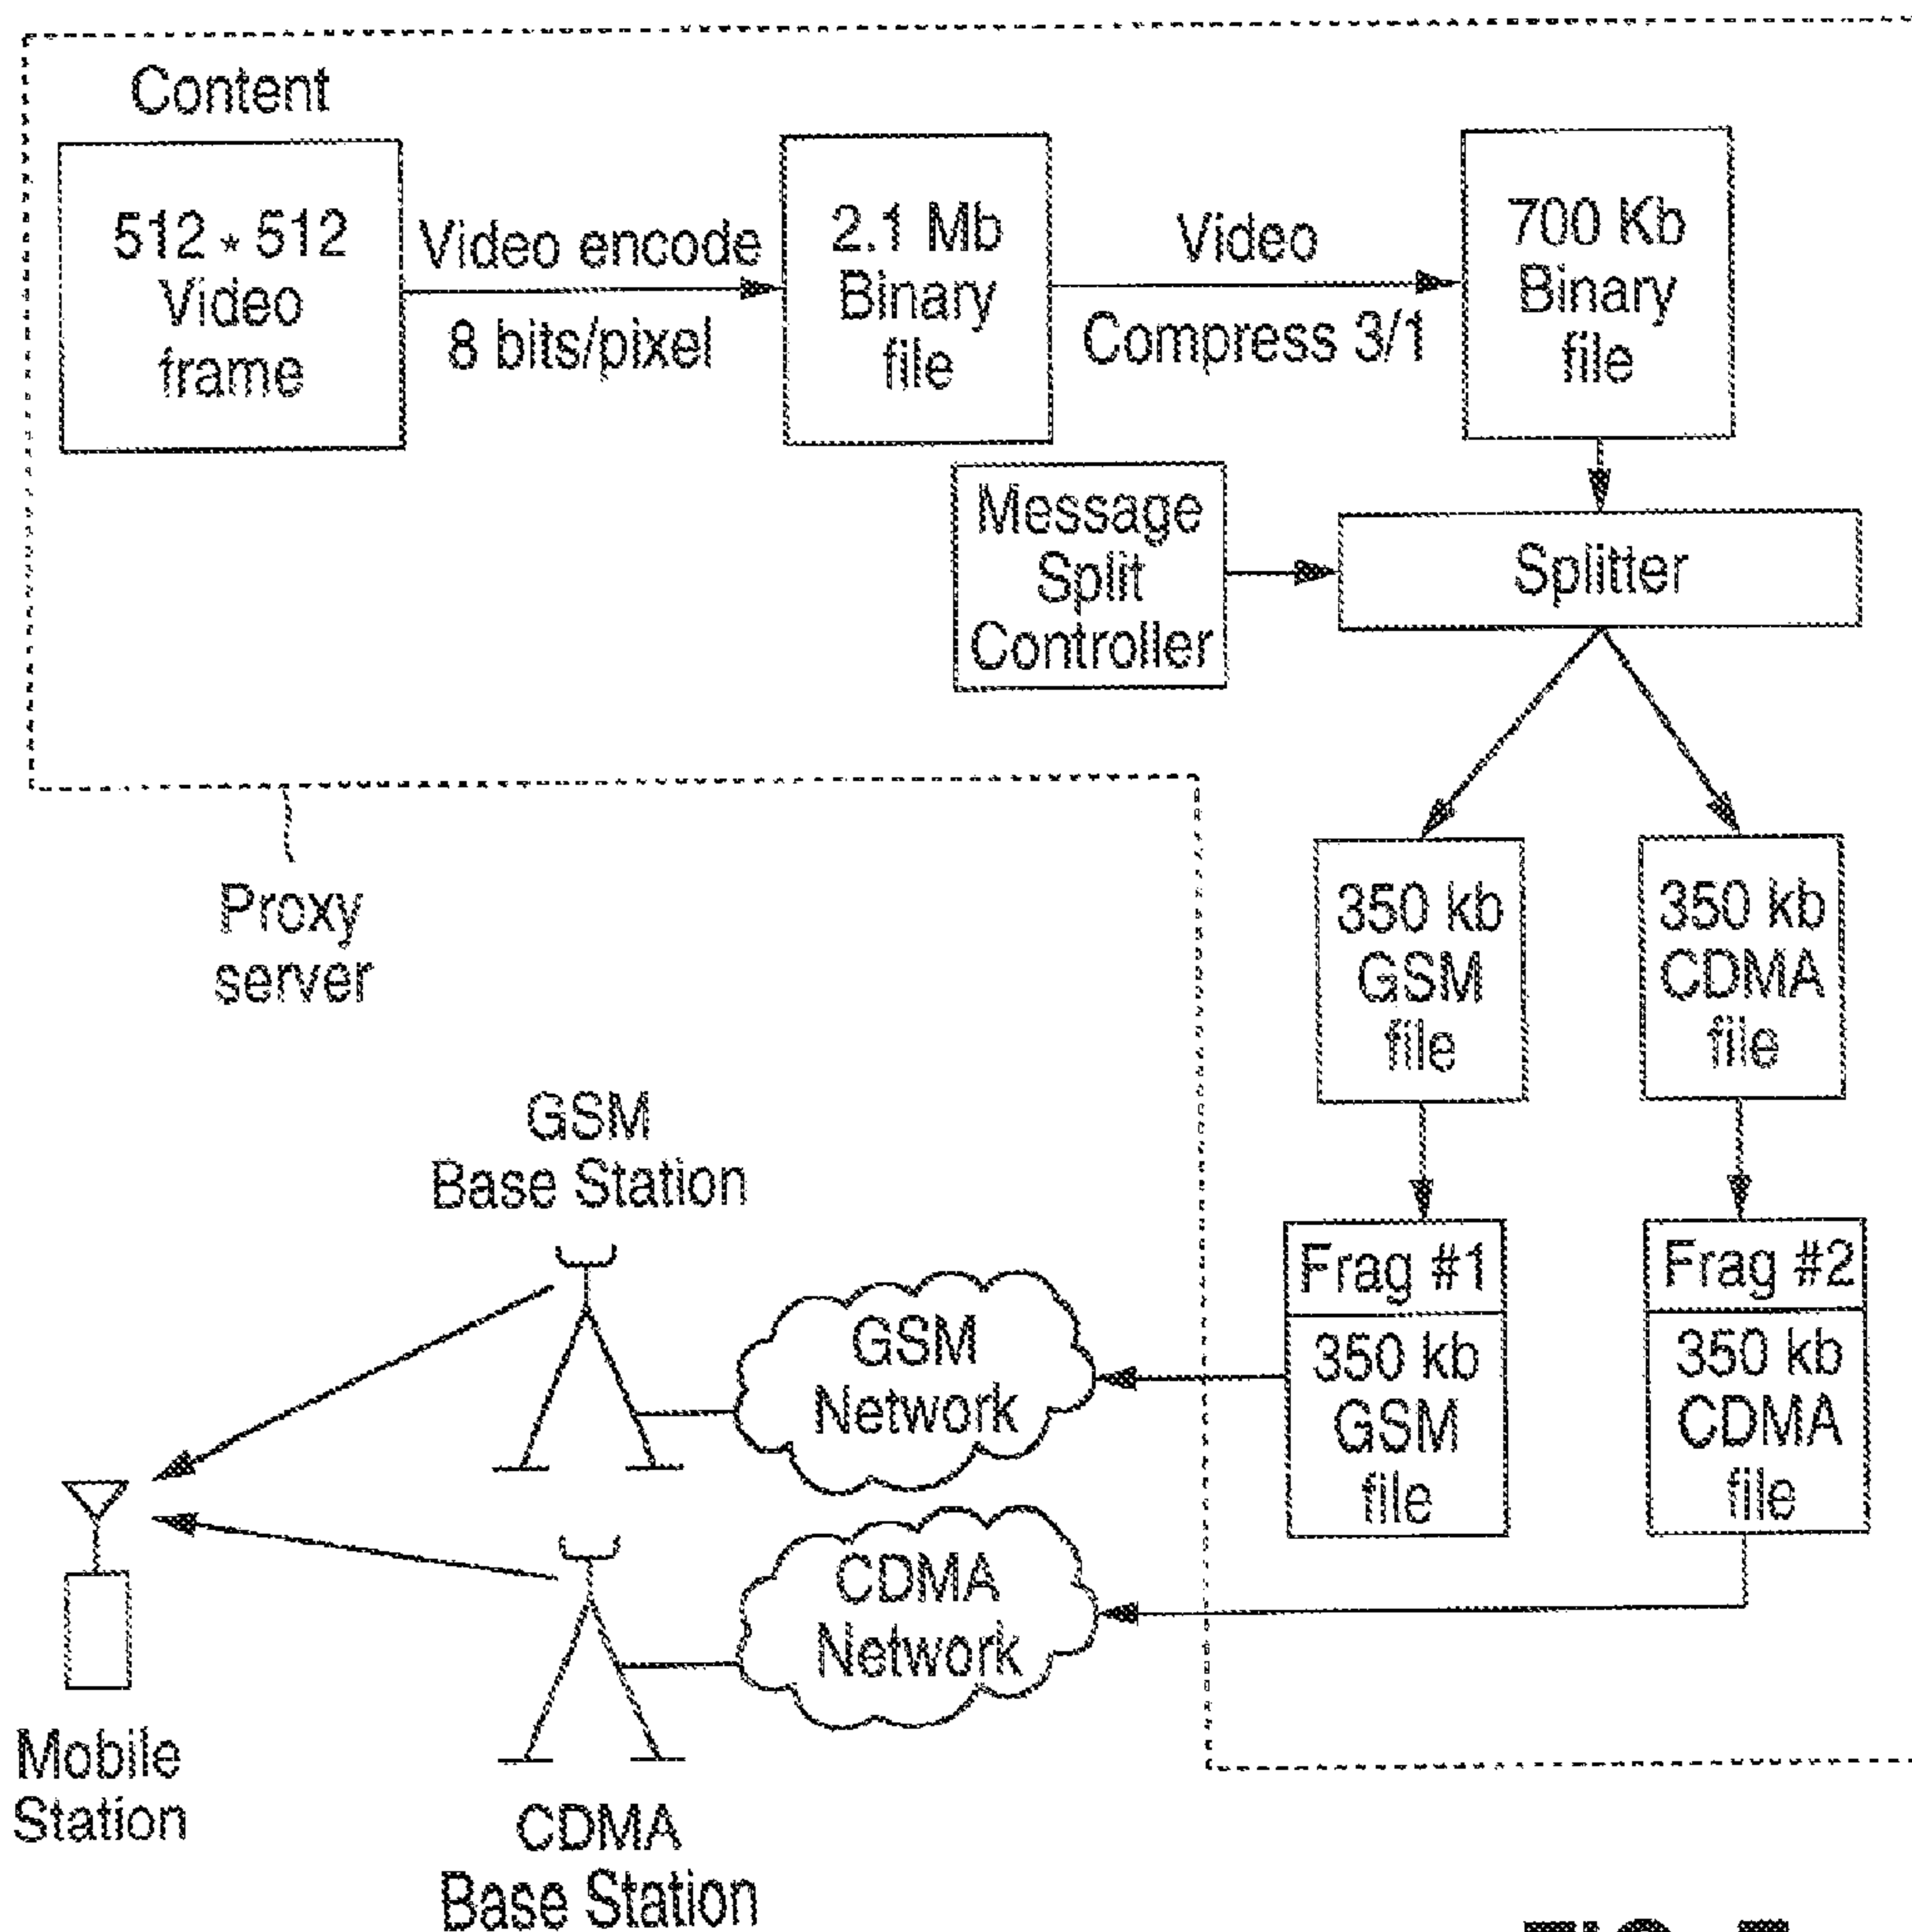 Content
512 * 512
Video
frame
Video encode
8 bits/pixel
2.1 Mb
Binary
file
Video
Compress 3/1
700 Kb
Binary
file
Message
Split
Controller
Splitter
Proxy
server
350 kb
GSM
file
350 kb
CDMA
file
Frag #1
350 kb
GSM
file
Frag #2
350 kb
CDMA
file
GSM
Base Station
GSM
Network
CDMA
Network
Mobile
Station
CDMA
Base Station